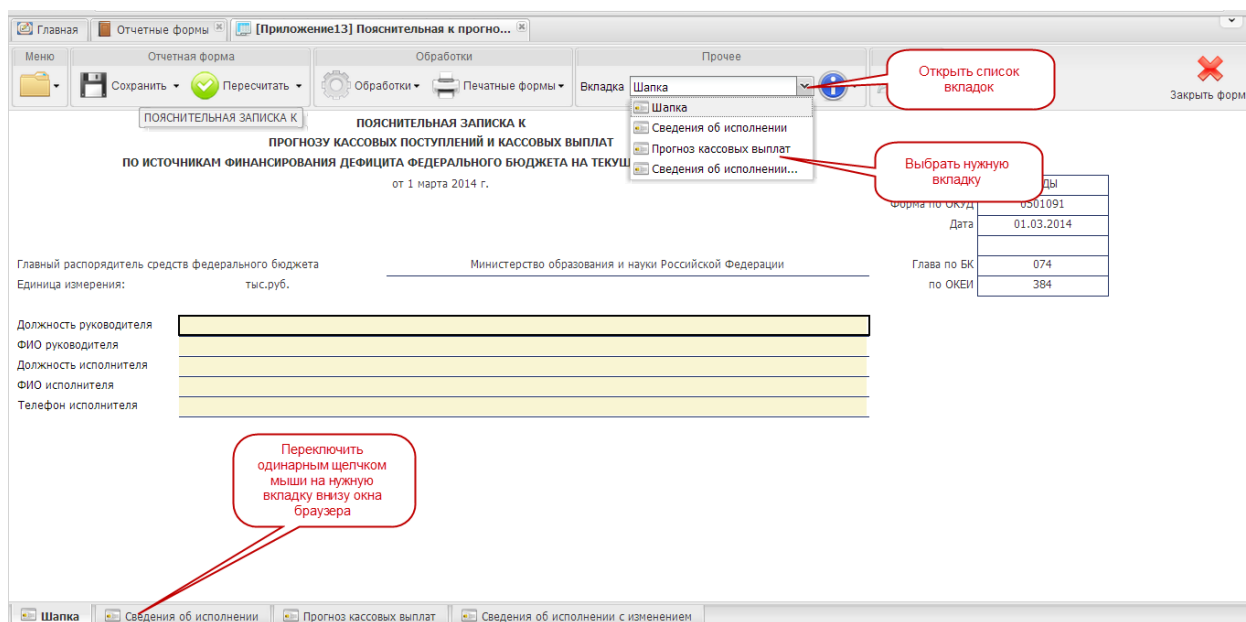 Главная
Отчетные формы
[Приложение13] Пояснительная к прогно...
Меню
Отчетная форма
Обработки
Прочее
Сохранить
Пересчитать
Обработки
Печатные формы
Вкладка
Шапка
Открыть список
вкладок
Закрыть форм
Шапка
Сведения об исполнении
Прогноз кассовых выплат
Сведения об исполнении...
ПОЯСНИТЕЛЬНАЯ ЗАПИСКА К
ПОЯСНИТЕЛЬНАЯ ЗАПИСКА К
ПРОГНОЗУ КАССОВЫХ ПОСТУПЛЕНИЙ И КАССОВЫХ ВЫПЛАТ
ПО ИСТОЧНИКАМ ФИНАНСИРОВАНИЯ ДЕФИЦИТА ФЕДЕРАЛЬНОГО БЮДЖЕТА НА ТЕКУЩ
от 1 марта 2014 г.
Выбрать нужную
вкладку
ДЫ
Форма по ОКУД 0501091
Дата 01.03.2014
Главный распорядитель средств федерального бюджета Министерство образования и науки Российской Федерации Глава по БК 074
Единица измерения: тыс.руб. по ОКЕИ 384
Должность руководителя
ФИО руководителя
Должность исполнителя
ФИО исполнителя
Телефон исполнителя
Переключить
одинарным щелчком
мыши на нужную
вкладку внизу окна
браузера
Шапка
Сведения об исполнении
Прогноз кассовых выплат
Сведения об исполнении с изменением